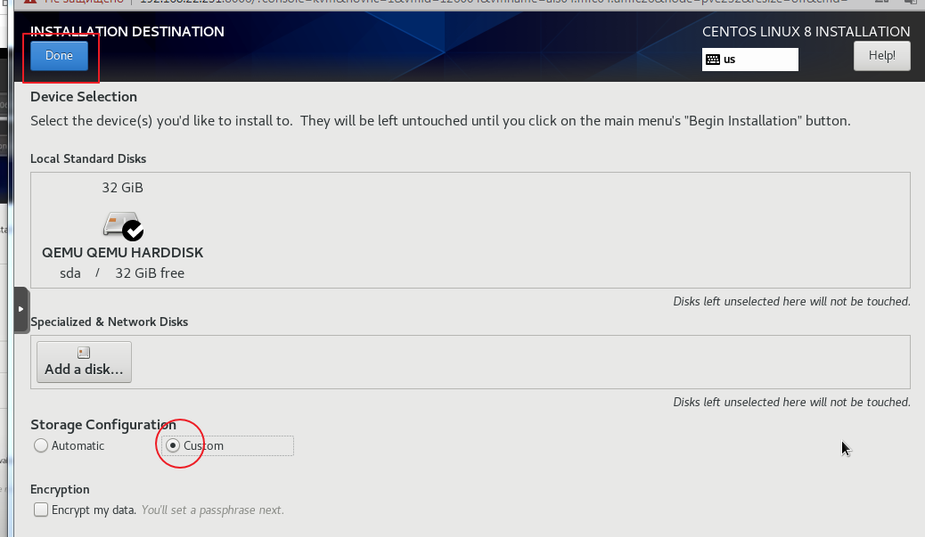 INSTALLATION DESTINATION
CENTOS LINUX 8 INSTALLATION
Done
us
Help!
Device Selection
Select the device(s) you'd like to install to. They will be left untouched until you click on the main menu's "Begin Installation" button.
Local Standard Disks
32 GiB
QEMU QEMU HARDDISK
sda / 32 GiB free
Disks left unselected here will not be touched.
Specialized & Network Disks
Add a disk...
Disks left unselected here will not be touched.
Storage Configuration
Automatic
Custom
Encryption
Encrypt my data. You'll set a passphrase next.